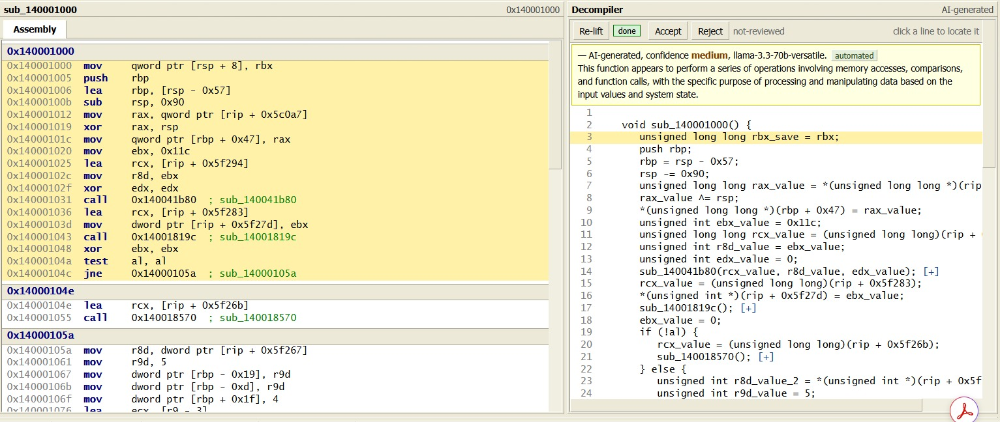 sub_140001000 0x140001000
Assembly
0x140001000
0x140001000 mov qword ptr [rsp + 8], rbx
0x140001005 push rbp
0x140001006 lea rbp, [rsp - 0x57]
0x14000100b sub rsp, 0x90
0x140001012 mov rax, qword ptr [rip + 0x5c0a7]
0x140001019 xor rax, rsp
0x14000101c mov qword ptr [rbp + 0x47], rax
0x140001020 mov ebx, 0x11c
0x140001025 lea rcx, [rip + 0x5f294]
0x14000102c mov r8d, ebx
0x14000102f xor edx, edx
0x140001031 call 0x140041b80 ; sub_140041b80
0x140001036 lea rcx, [rip + 0x5f283]
0x14000103d mov dword ptr [rip + 0x5f27d], ebx
0x140001043 call 0x14001819c ; sub_14001819c
0x140001048 xor ebx, ebx
0x14000104a test al, al
0x14000104c jne 0x14000105a ; sub_14000105a
0x14000104e
0x14000104e lea rcx, [rip + 0x5f26b]
0x140001055 call 0x140018570 ; sub_140018570
0x14000105a
0x14000105a mov r8d, dword ptr [rip + 0x5f267]
0x140001061 mov r9d, 5
0x140001067 mov dword ptr [rbp - 0x19], r9d
0x14000106b mov dword ptr [rbp - 0xd], r9d
0x14000106f mov dword ptr [rbp + 0x1f], 4
0x140001076 lea ecx, [r9 - 3]
Decompiler AI-generated
Re-lift done Accept Reject not-reviewed click a line to locate it
— AI-generated, confidence medium, llama-3.3-70b-versatile. automated
This function appears to perform a series of operations involving memory accesses, comparisons,
and function calls, with the specific purpose of processing and manipulating data based on the
input values and system state.
1
2 void sub_140001000() {
3 unsigned long long rbx_save = rbx;
4 push rbp;
5 rbp = rsp - 0x57;
6 rsp -= 0x90;
7 unsigned long long rax_value = *(unsigned long long *)(rip
8 rax_value ^= rsp;
9 *(unsigned long long *)(rbp + 0x47) = rax_value;
10 unsigned int ebx_value = 0x11c;
11 unsigned long long rcx_value = (unsigned long long)(rip +
12 unsigned int r8d_value = ebx_value;
13 unsigned int edx_value = 0;
14 sub_140041b80(rcx_value, r8d_value, edx_value); [+]
15 rcx_value = (unsigned long long)(rip + 0x5f283);
16 *(unsigned int *)(rip + 0x5f27d) = ebx_value;
17 sub_14001819c(); [+]
18 ebx_value = 0;
19 if (!al) {
20 rcx_value = (unsigned long long)(rip + 0x5f26b);
21 sub_140018570(); [+]
22 } else {
23 unsigned int r8d_value_2 = *(unsigned int *)(rip + 0x5f
24 unsigned int r9d_value = 5;